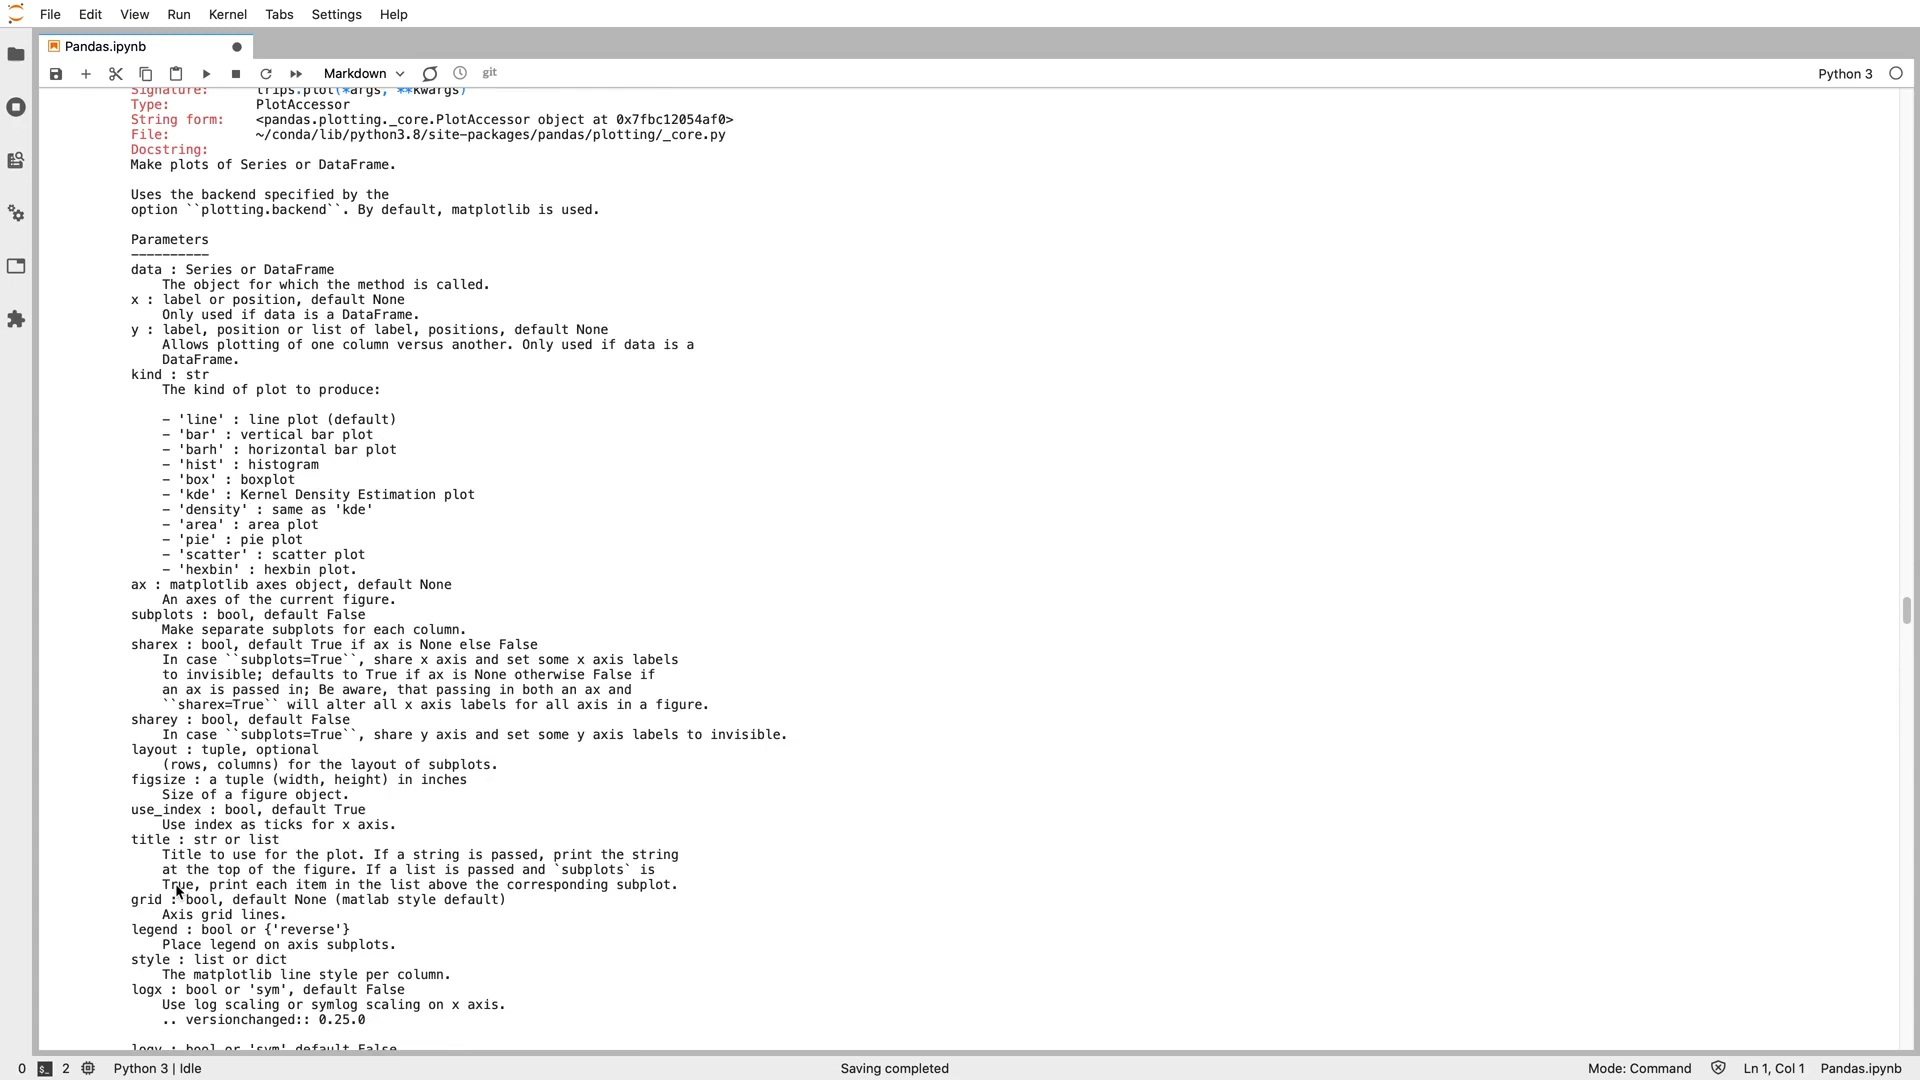 File Edit View Run Kernel Tabs Settings Help
Pandas.ipynb
Markdown git Python 3
Signature: trips.plot(*args, **kwargs)
Type: PlotAccessor
String form: <pandas.plotting._core.PlotAccessor object at 0x7fbc12054af0>
File: ~/conda/lib/python3.8/site-packages/pandas/plotting/_core.py
Docstring:
Make plots of Series or DataFrame.
Uses the backend specified by the
option ``plotting.backend``. By default, matplotlib is used.
Parameters
----------
data : Series or DataFrame
The object for which the method is called.
x : label or position, default None
Only used if data is a DataFrame.
y : label, position or list of label, positions, default None
Allows plotting of one column versus another. Only used if data is a
DataFrame.
kind : str
The kind of plot to produce:
- 'line' : line plot (default)
- 'bar' : vertical bar plot
- 'barh' : horizontal bar plot
- 'hist' : histogram
- 'box' : boxplot
- 'kde' : Kernel Density Estimation plot
- 'density' : same as 'kde'
- 'area' : area plot
- 'pie' : pie plot
- 'scatter' : scatter plot
- 'hexbin' : hexbin plot.
ax : matplotlib axes object, default None
An axes of the current figure.
subplots : bool, default False
Make separate subplots for each column.
sharex : bool, default True if ax is None else False
In case ``subplots=True``, share x axis and set some x axis labels
to invisible; defaults to True if ax is None otherwise False if
an ax is passed in; Be aware, that passing in both an ax and
``sharex=True`` will alter all x axis labels for all axis in a figure.
sharey : bool, default False
In case ``subplots=True``, share y axis and set some y axis labels to invisible.
layout : tuple, optional
(rows, columns) for the layout of subplots.
figsize : a tuple (width, height) in inches
Size of a figure object.
use_index : bool, default True
Use index as ticks for x axis.
title : str or list
Title to use for the plot. If a string is passed, print the string
at the top of the figure. If a list is passed and `subplots` is
True, print each item in the list above the corresponding subplot.
grid : bool, default None (matlab style default)
Axis grid lines.
legend : bool or {'reverse'}
Place legend on axis subplots.
style : list or dict
The matplotlib line style per column.
logx : bool or 'sym', default False
Use log scaling or symlog scaling on x axis.
.. versionchanged:: 0.25.0
logy : bool or 'sym' default False
0 $_ 2 Python 3 | Idle Saving completed Mode: Command Ln 1, Col 1 Pandas.ipynb